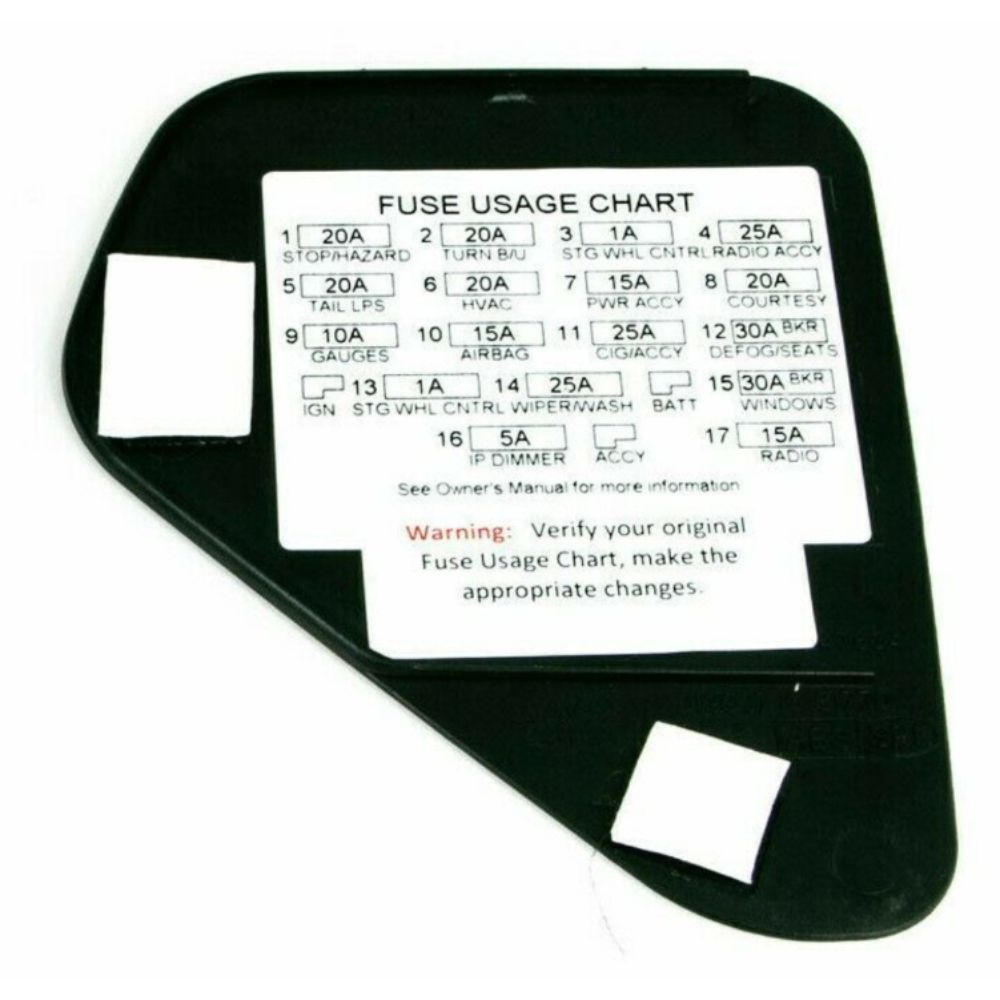 FUSE USAGE CHART
1 20A 2 20A 3 1A 4 25A
STOP/HAZARD TURN B/U STG WHL CNTRL RADIO ACCY
5 20A 6 20A 7 15A 8 20A
TAIL LPS HVAC PWR ACCY COURTESY
9 10A 10 15A 11 25A 12 30A BKR
GAUGES AIRBAG CIG/ACCY DEFOG/SEATS
13 1A 14 25A 15 30A BKR
IGN STG WHL CNTRL WIPER/WASH BATT WINDOWS
16 5A 17 15A
IP DIMMER ACCY RADIO
See Owner's Manual for more information
Warning: Verify your original
Fuse Usage Chart, make the
appropriate changes.